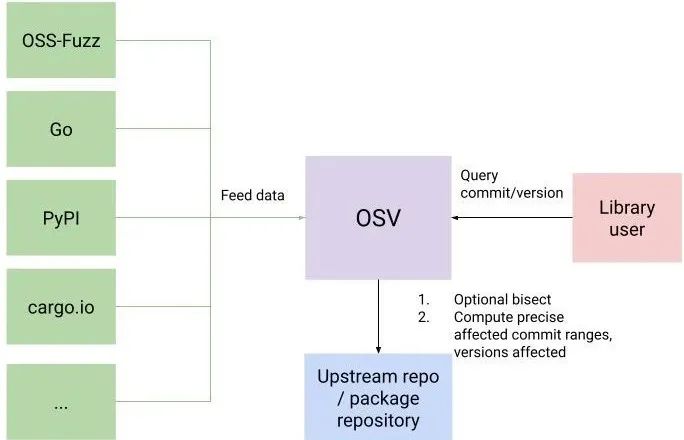 OSS-Fuzz
Go
PyPI
cargo.io
...
Feed data
OSV
Query
commit/version
Library
user
1. Optional bisect
2. Compute precise
affected commit ranges,
versions affected
Upstream repo
/ package
repository